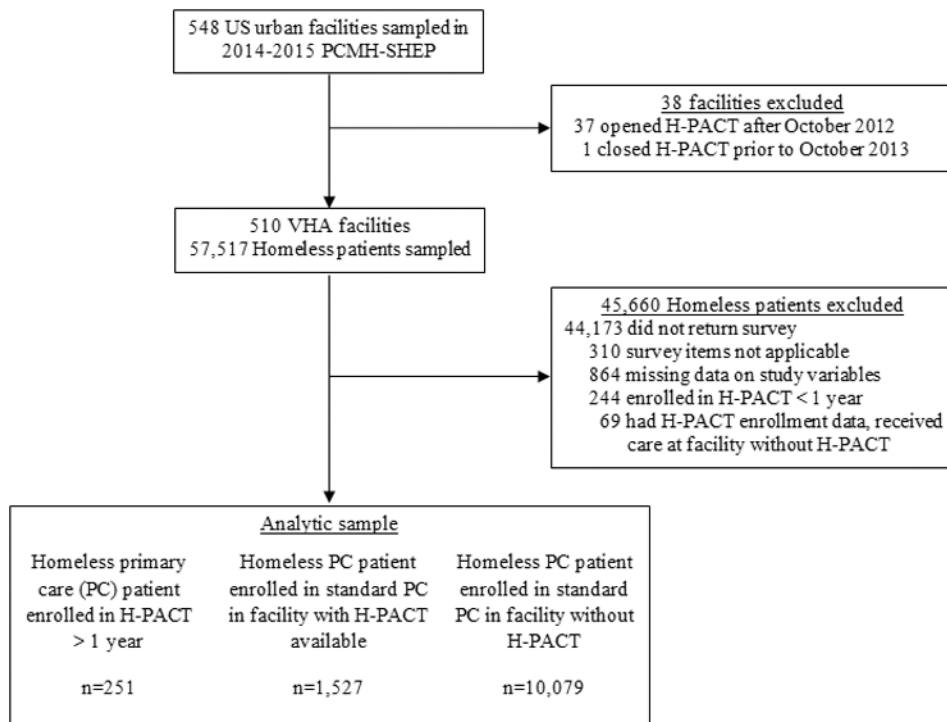 548 US urban facilities sampled in
2014-2015 PCMH-SHEP
38 facilities excluded
37 opened H-PACT after October 2012
1 closed H-PACT prior to October 2013
510 VHA facilities
57,517 Homeless patients sampled
45,660 Homeless patients excluded
44,173 did not return survey
310 survey items not applicable
864 missing data on study variables
244 enrolled in H-PACT < 1 year
69 had H-PACT enrollment data, received
care at facility without H-PACT
Analytic sample
Homeless primary
care (PC) patient
enrolled in H-PACT
> 1 year
n=251
Homeless PC patient
enrolled in standard PC
in facility with H-PACT
available
n=1,527
Homeless PC patient
enrolled in standard
PC in facility without
H-PACT
n=10,079